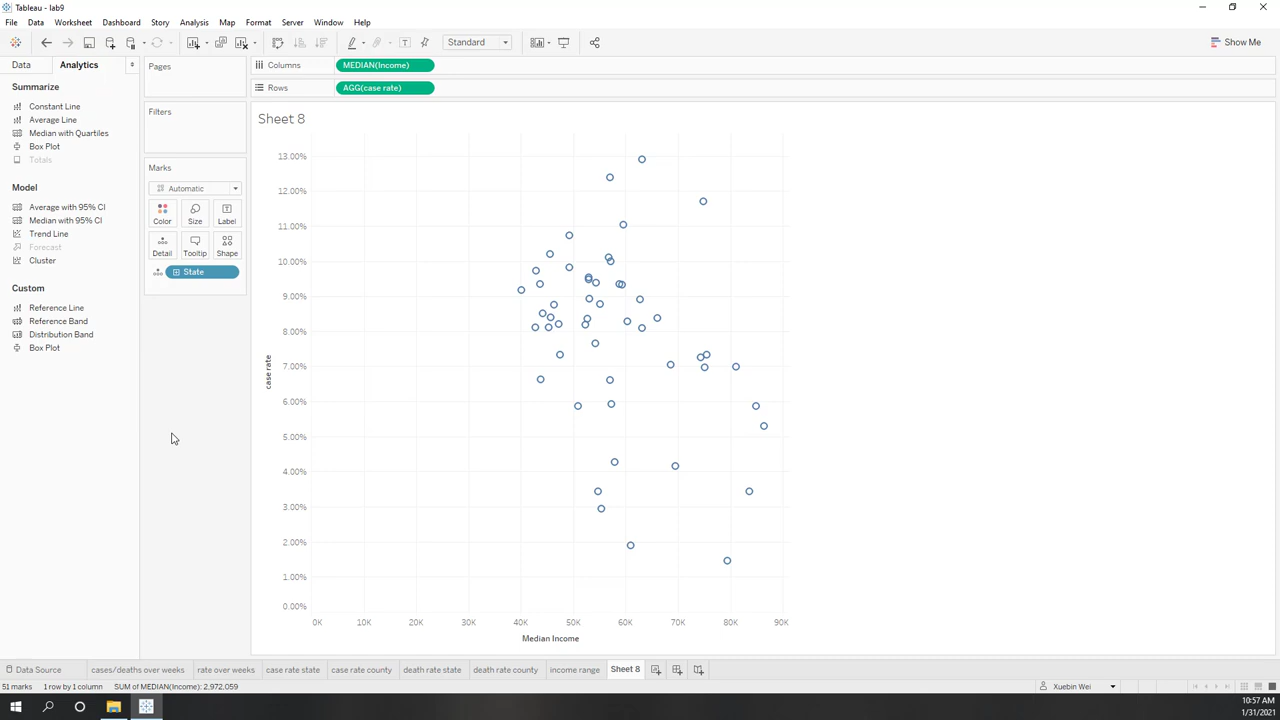 Tableau - lab9
File Data Worksheet Dashboard Story Analysis Map Format Server Window Help
Standard
Show Me
Data Analytics
Pages
Columns MEDIAN(Income)
Rows AGG(case rate)
Summarize
Constant Line
Average Line
Median with Quartiles
Box Plot
Totals
Model
Average with 95% CI
Median with 95% CI
Trend Line
Forecast
Cluster
Custom
Reference Line
Reference Band
Distribution Band
Box Plot
Filters
Marks
Automatic
Color Size Label
Detail Tooltip Shape
State
Sheet 8
13.00%
12.00%
11.00%
10.00%
9.00%
8.00%
7.00%
6.00%
5.00%
4.00%
3.00%
2.00%
1.00%
0.00%
case rate
0K 10K 20K 30K 40K 50K 60K 70K 80K 90K
Median Income
Data Source cases/deaths over weeks rate over weeks case rate state case rate county death rate state death rate county income range Sheet 8
51 marks 1 row by 1 column SUM of MEDIAN(Income): 2,972,059
Xuebin Wei
10:57 AM
1/31/2021